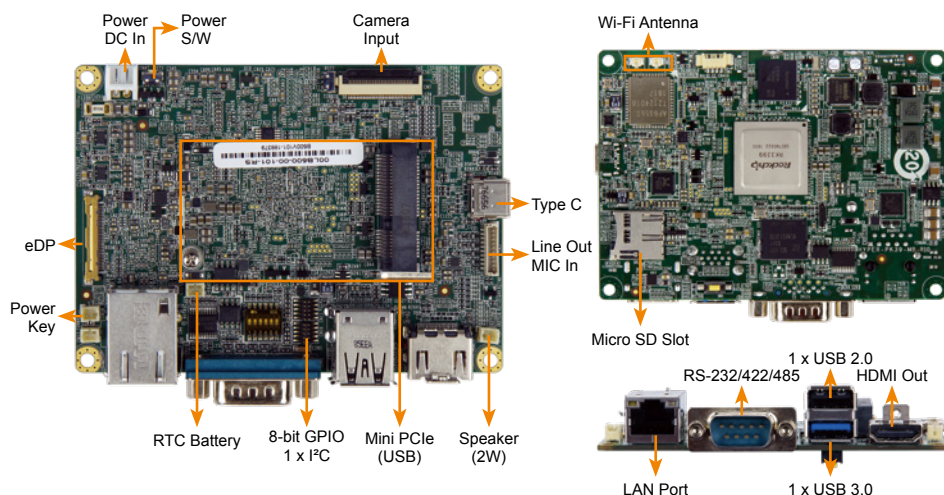 Power
DC In
Power
S/W
Camera
Input
Wi-Fi Antenna
eDP
Type C
Line Out
MIC In
Power
Key
RTC Battery
8-bit GPIO
1 x I²C
Mini PCIe
(USB)
Speaker
(2W)
Rockchip
RK3399
20
Micro SD Slot
1 x USB 2.0
RS-232/422/485
HDMI Out
LAN Port
1 x USB 3.0